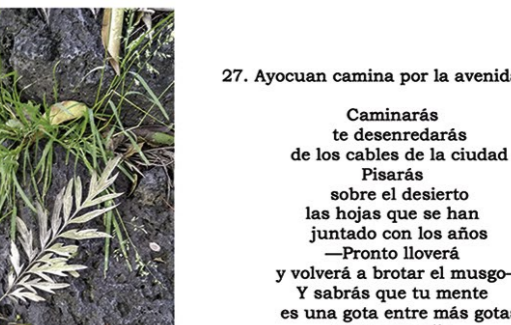 27. Ayocuan camina por la
Caminarás
te desenredarás
de los cables de la ciudad
Pisarás
sobre el desierto
las hojas que se han
juntado con los años
—Pronto lloverá
y volverá a brotar el musgo—
Y sabrás que tu mente
es una gota entre más gotas